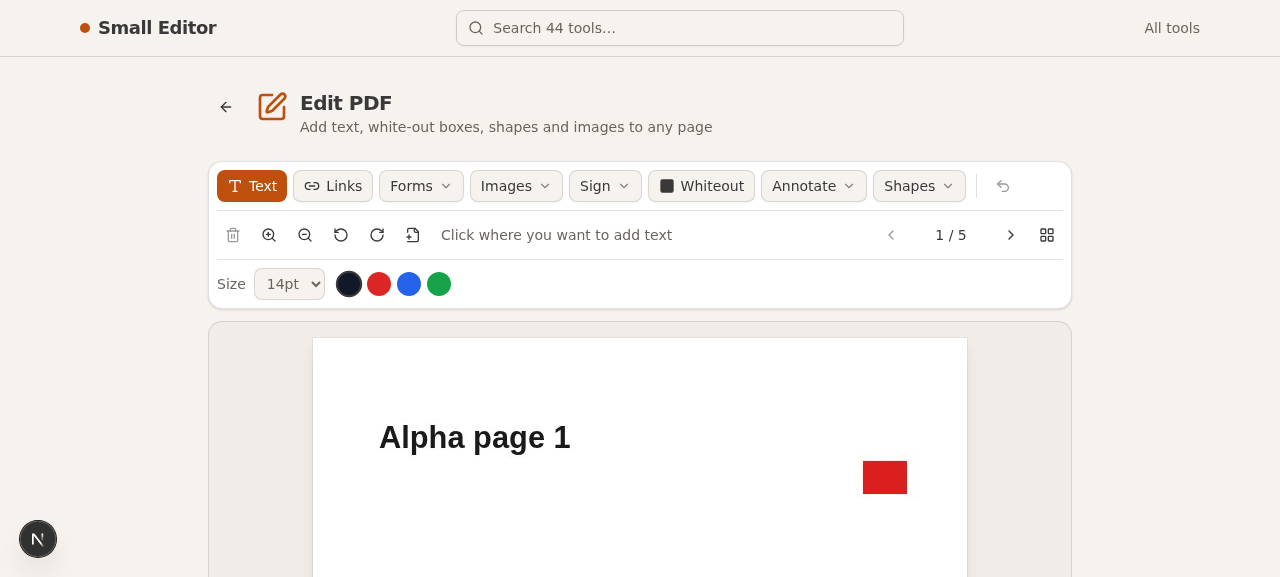 Small Editor
Search 44 tools...
All tools
Edit PDF
Add text, white-out boxes, shapes and images to any page
Text Links Forms Images Sign Whiteout Annotate Shapes
Click where you want to add text
1 / 5
Size 14pt
Alpha page 1
N